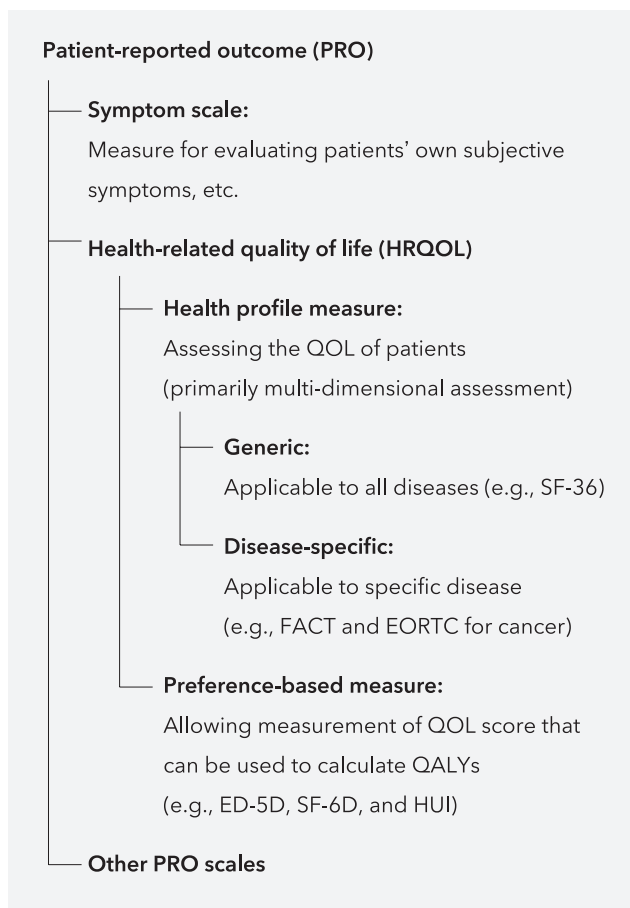 Patient-reported outcome (PRO)
Symptom scale:
Measure for evaluating patients’ own subjective
symptoms, etc.
Health-related quality of life (HRQOL)
Health profile measure:
Assessing the QOL of patients
(primarily multi-dimensional assessment)
Generic:
Applicable to all diseases (e.g., SF-36)
Disease-specific:
Applicable to specific disease
(e.g., FACT and EORTC for cancer)
Preference-based measure:
Allowing measurement of QOL score that
can be used to calculate QALYs
(e.g., ED-5D, SF-6D, and HUI)
Other PRO scales